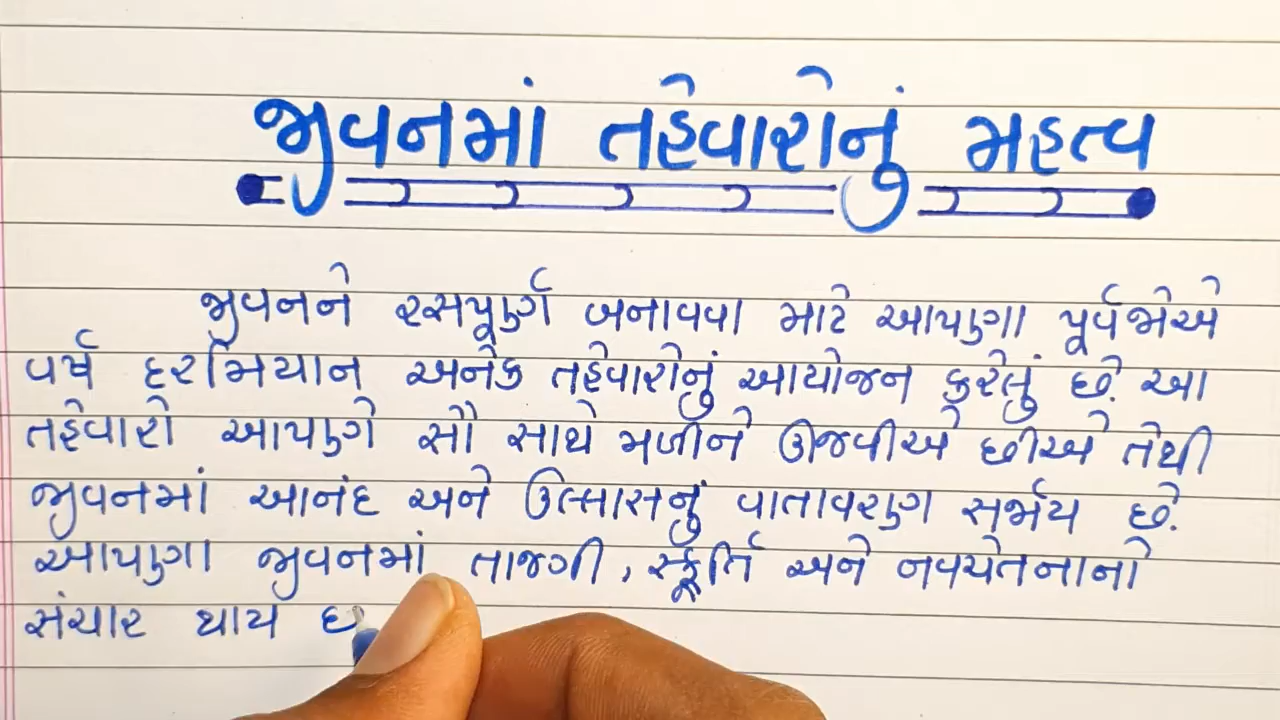 જીવનમાં તહેવારોનું મહત્વ
જીવનને રસપૂર્ણ બનાવવા માટે આપણા પૂર્વજોએ
વર્ષ દરમિયાન અનેક તહેવારોનું આયોજન કરેલું છે. આ
તહેવારો આપણે સૌ સાથે મળીને ઊજવીએ છીએ તેથી
જીવનમાં આનંદ અને ઉલ્લાસનું વાતાવરણ સર્જાય છે.
આપણા જીવનમાં તાજગી, સ્ફૂર્તિ અને નવચેતનાનો
સંચાર થાય